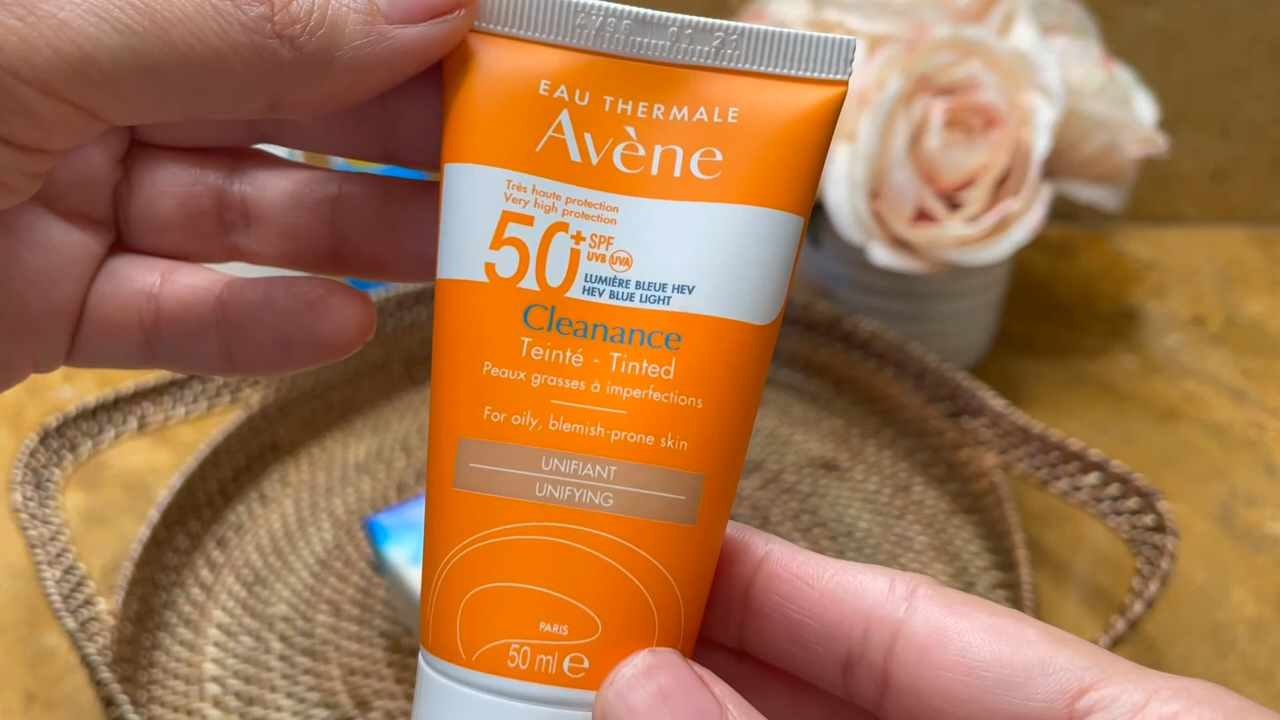 EAU THERMALE
Avène
Très haute protection
Very high protection
50+ SPF
UVB UVA
LUMIÈRE BLEUE HEV
HEV BLUE LIGHT
Cleanance
Teinté - Tinted
Peaux grasses à imperfections
For oily, blemish-prone skin
UNIFIANT
UNIFYING
PARIS
50 ml e